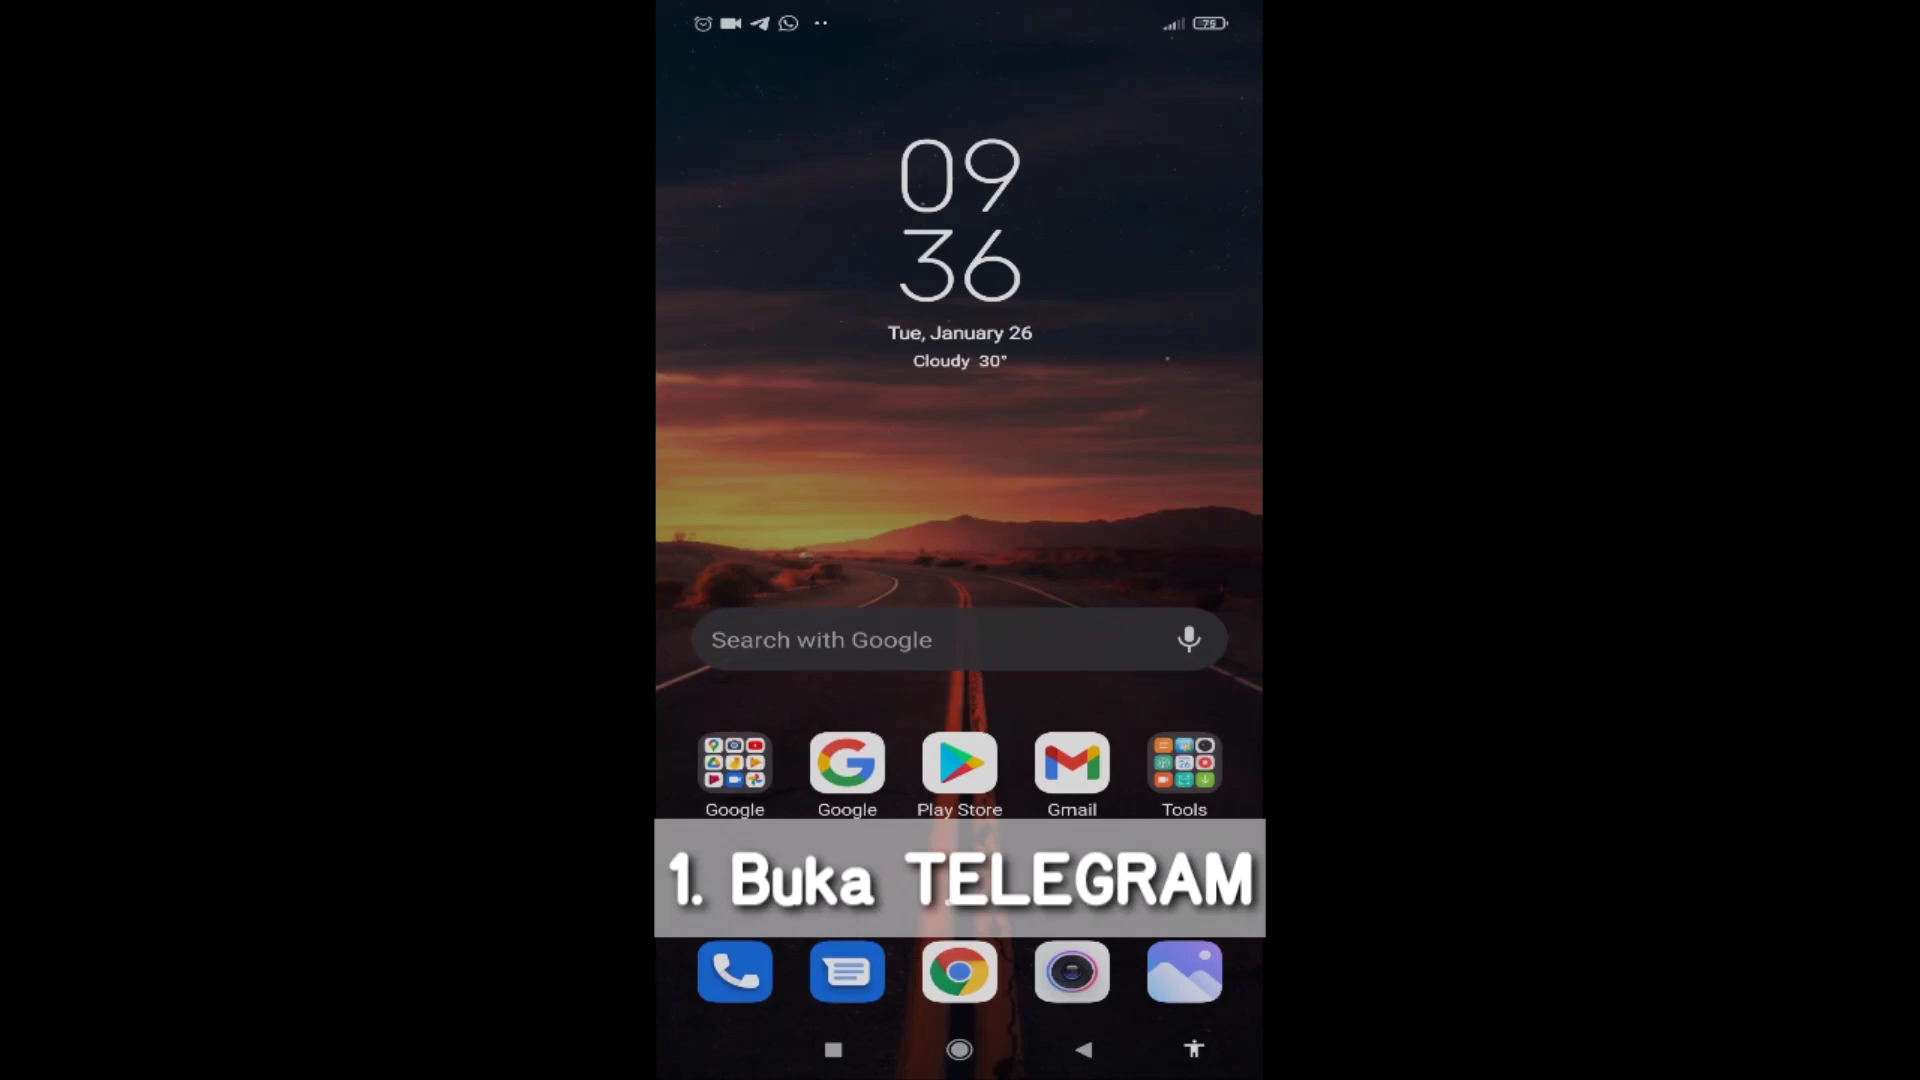 75
09
36
Tue, January 26
Cloudy 30°
Search with Google
Google
Google
Play Store
Gmail
Tools
1. Buka TELEGRAM